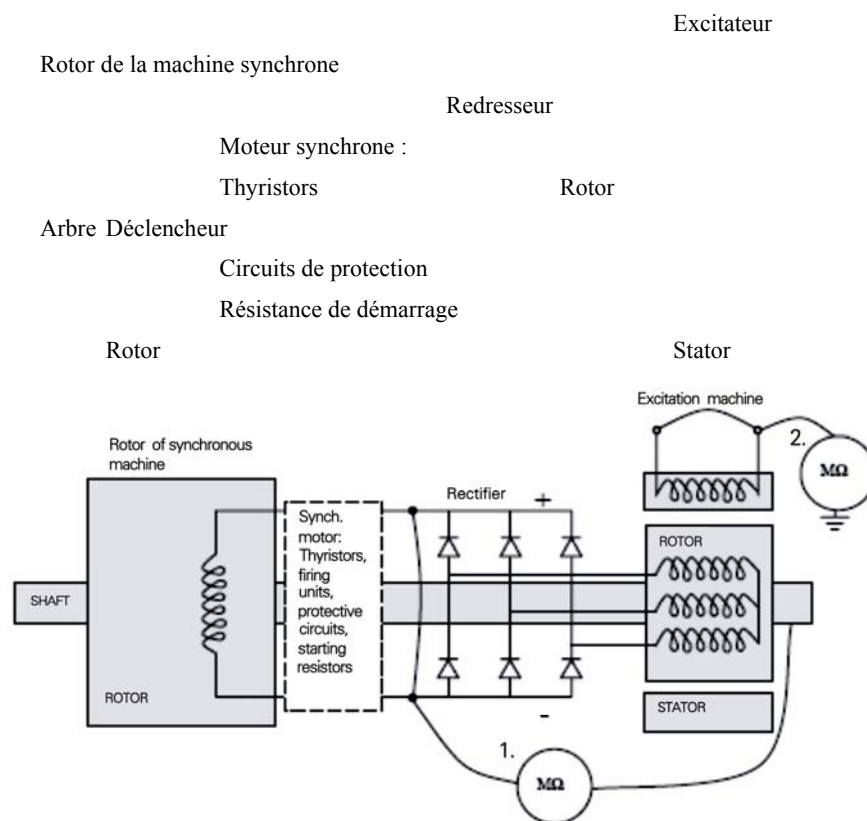 Excitateur
Rotor de la machine synchrone
Redresseur
Moteur synchrone :
Thyristors Rotor
Arbre Déclencheur
Circuits de protection
Résistance de démarrage
Rotor Stator
Excitation machine
2.
MΩ
Rotor of synchronous
machine
Rectifier
+
Synch.
motor:
Thyristors,
firing
units,
protective
circuits,
starting
resistors
ROTOR
SHAFT
ROTOR
STATOR
-
1.
MΩ